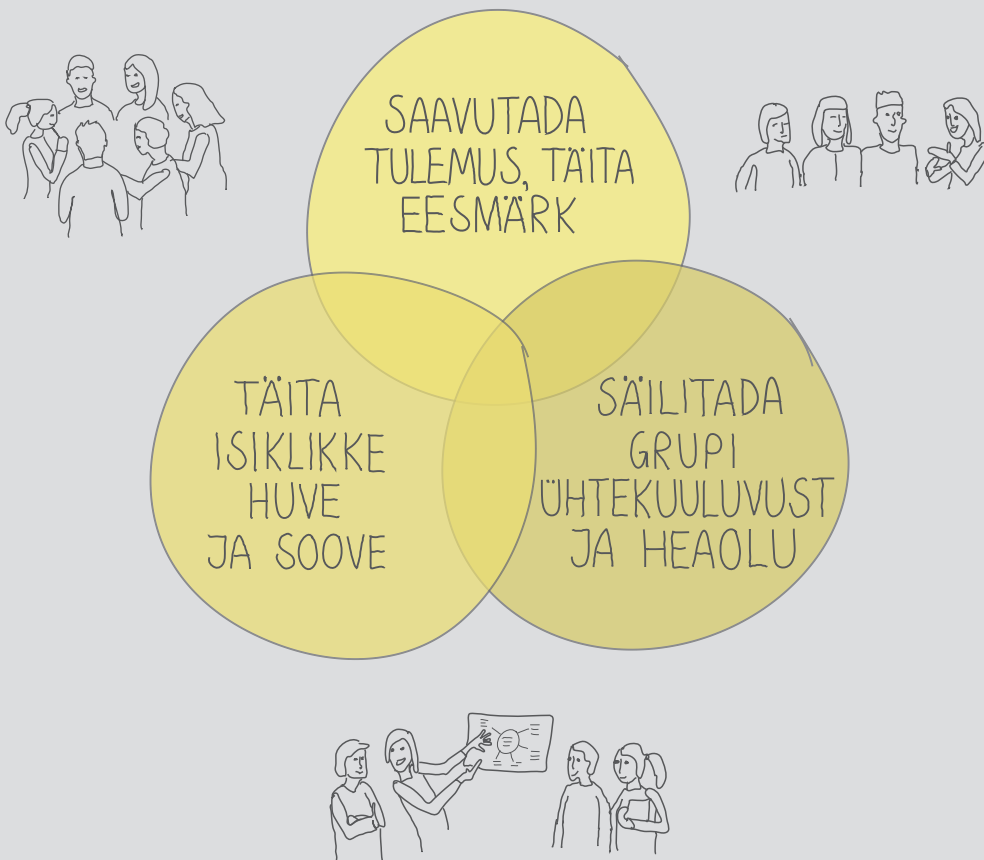 SAAVUTADA
TULEMUS, TÄITA
EESMÄRK
TÄITA
ISIKLIKKE
HUVE
JA SOOVE
SÄILITADA
GRUPI
ÜHTEKUULUVUST
JA HEAOLU